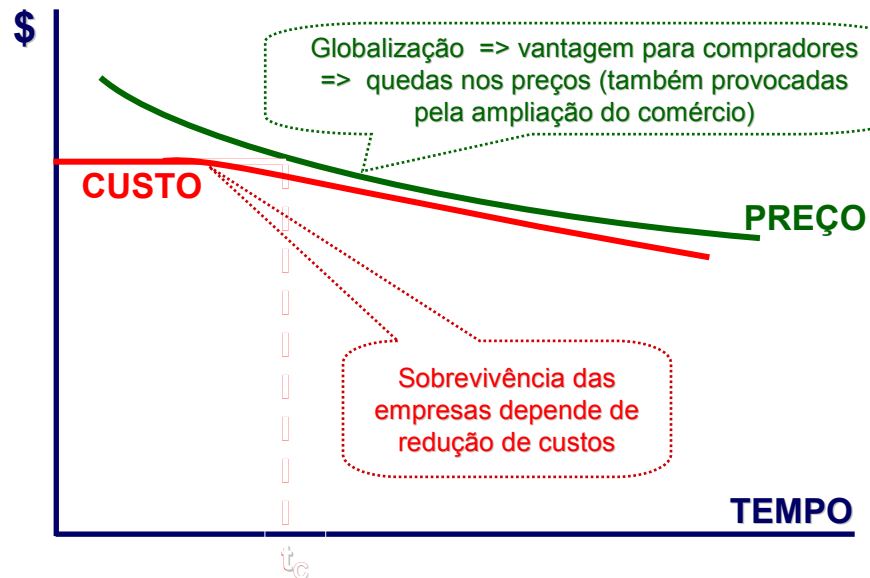 $
Globalização => vantagem para compradores
=> quedas nos preços (também provocadas
pela ampliação do comércio)
CUSTO
PREÇO
Sobrevivência das
empresas depende de
redução de custos
TEMPO
tC